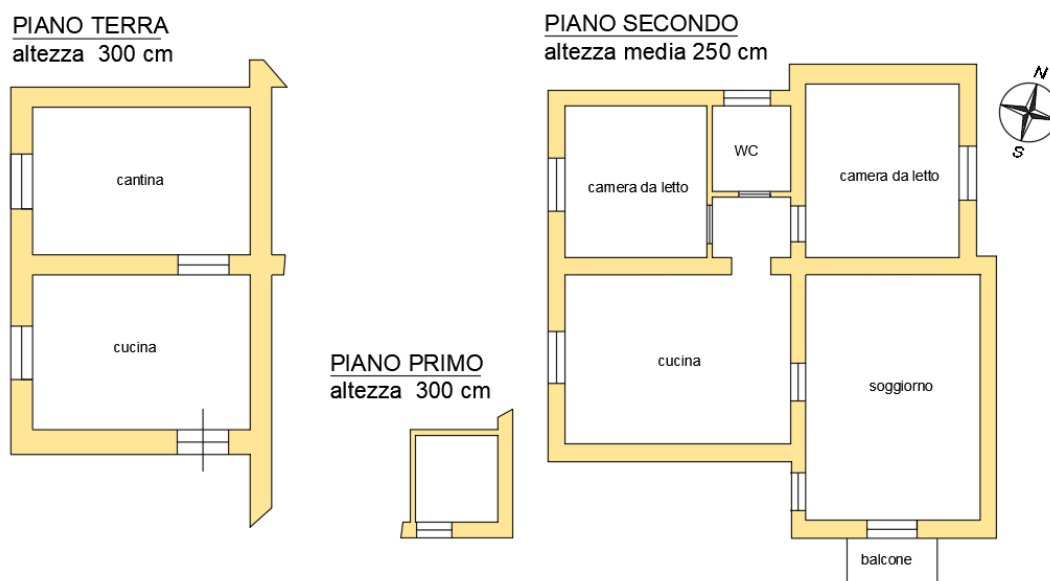 PIANO TERRA
altezza 300 cm
cantina
cucina
PIANO PRIMO
altezza 300 cm
PIANO SECONDO
altezza media 250 cm
N
S
WC
camera da letto
camera da letto
cucina
soggiorno
balcone